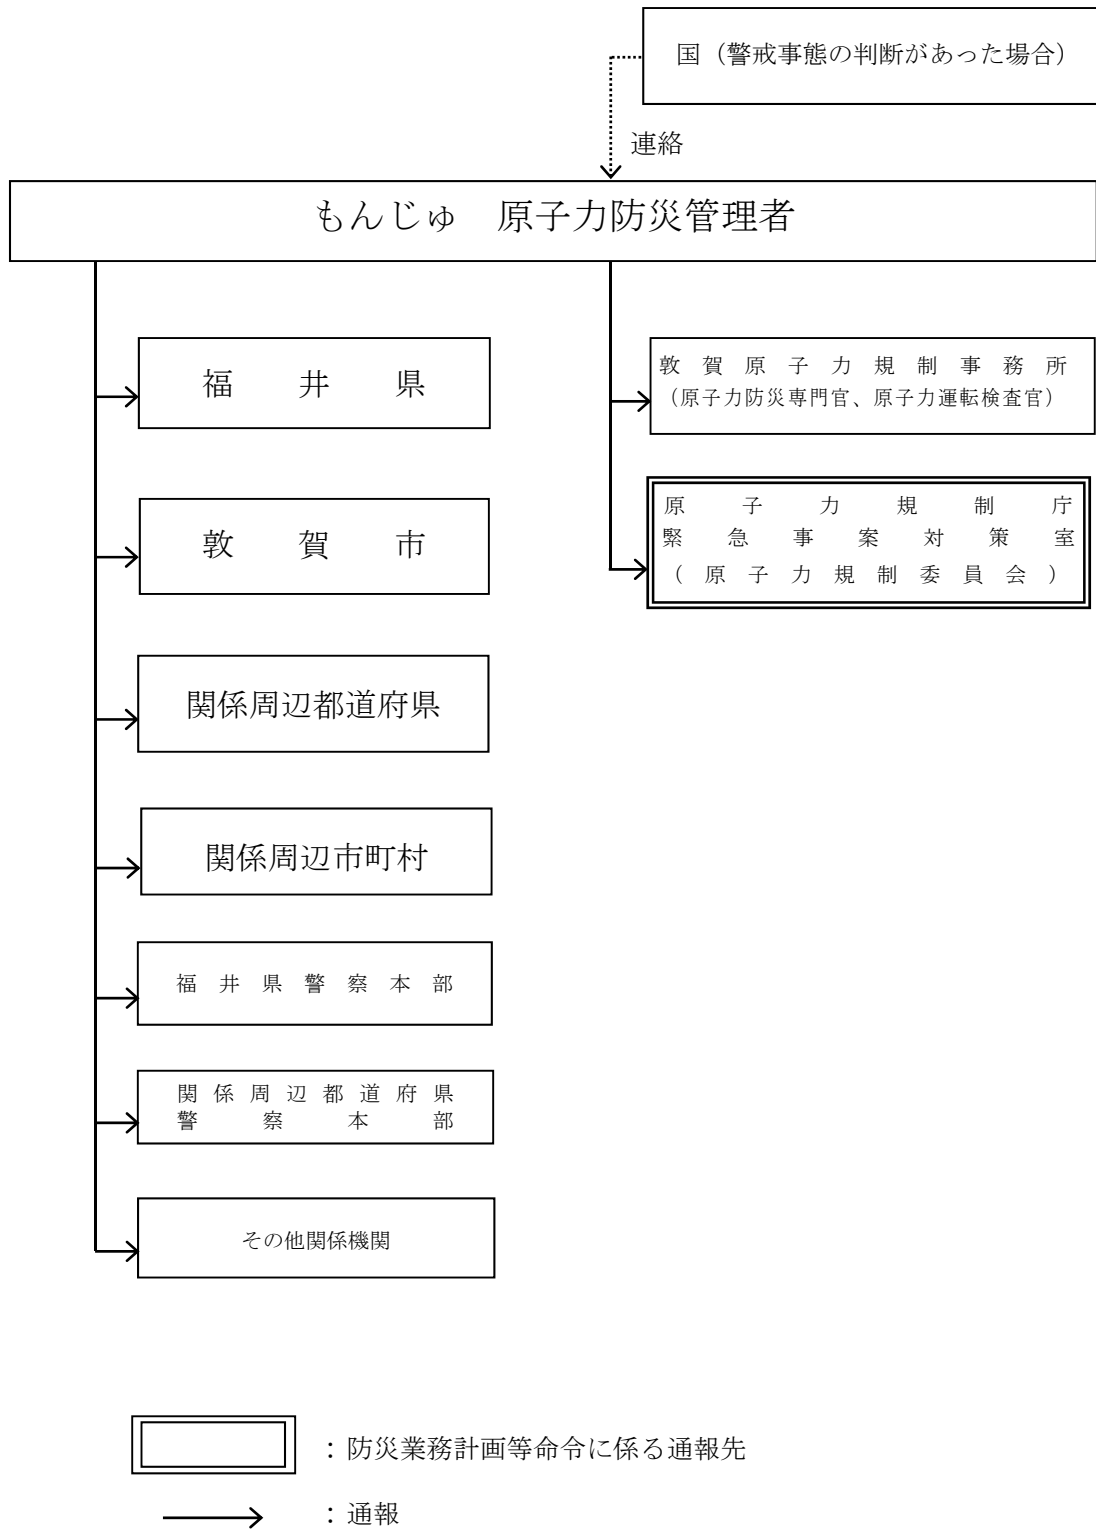 国（警戒事態の判断があった場合）
連絡
もんじゅ　原子力防災管理者
福井県
敦賀市
関係周辺都道府県
関係周辺市町村
福井県警察本部
関係周辺都道府県
警察本部
その他関係機関
敦賀原子力規制事務所
（原子力防災専門官、原子力運転検査官）
原子力規制庁
緊急事案対策室
（原子力規制委員会）
：防災業務計画等命令に係る通報先
：通報